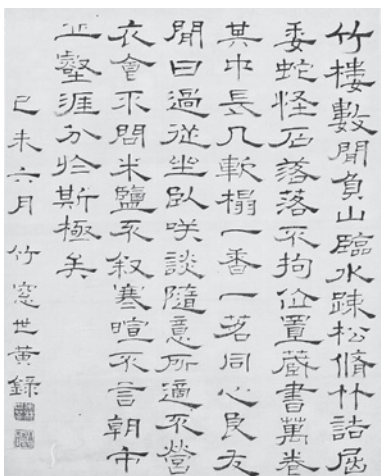 竹樓數間負山臨水疎松脩竹詰屈
委蛇怪石落落不拘位置藏書萬卷
其中長几軟榻一香一茗同心良友
閒日過從坐臥咲談隨意所適不營
衣食不問米鹽不叙寒暄不言朝市
丘壑涯分於斯極矣
己未六月竹窓世黃錄